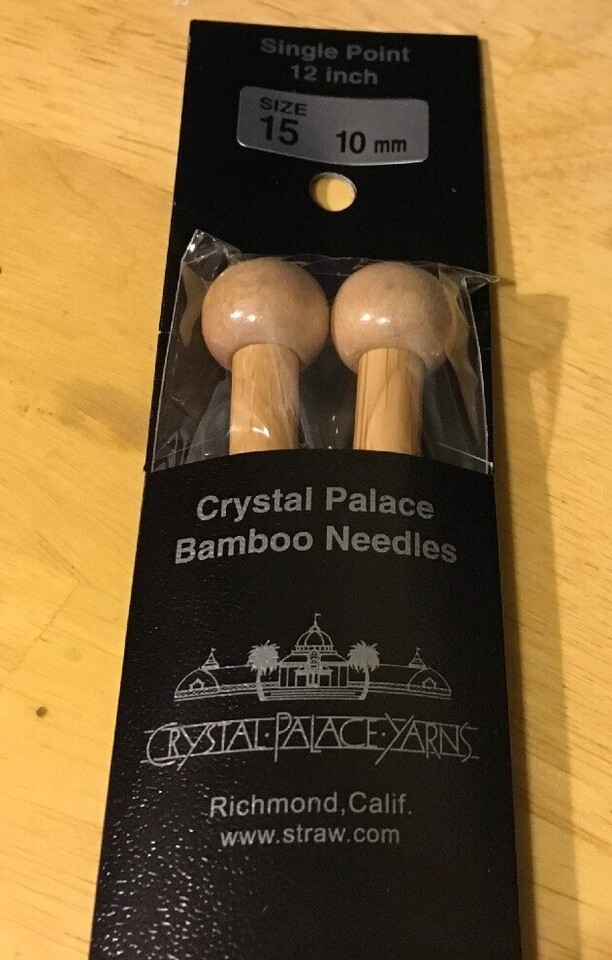 Single Point
12 inch
SIZE
15 10 mm
Crystal Palace
Bamboo Needles
CRYSTAL·PALACE·YARNS
Richmond,Calif.
www.straw.com